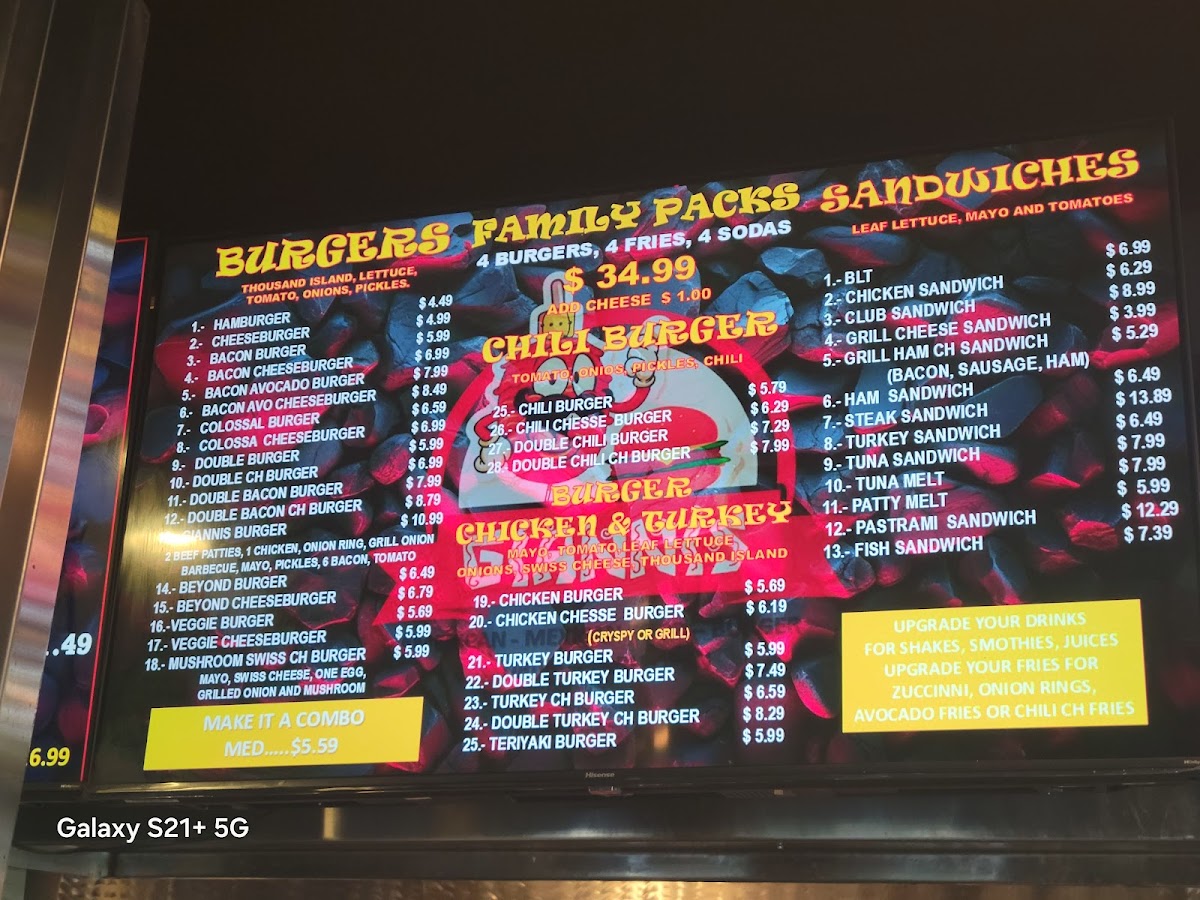 BURGERS
THOUSAND ISLAND, LETTUCE,
TOMATO, ONIONS, PICKLES.
1.- HAMBURGER $ 4.49
2.- CHEESEBURGER $ 4.99
3.- BACON BURGER $ 5.99
4.- BACON CHEESEBURGER $ 6.99
5.- BACON AVOCADO BURGER $ 7.99
6.- BACON AVO CHEESEBURGER $ 8.49
7.- COLOSSAL BURGER $ 6.59
8.- COLOSSA CHEESEBURGER $ 6.99
9.- DOUBLE BURGER $ 5.99
10.- DOUBLE CH BURGER $ 6.99
11.- DOUBLE BACON BURGER $ 7.99
12.- DOUBLE BACON CH BURGER $ 8.79
GIANNIS BURGER $ 10.99
2 BEEF PATTIES, 1 CHICKEN, ONION RING, GRILL ONION
BARBECUE, MAYO, PICKLES, 6 BACON, TOMATO
14.- BEYOND BURGER $ 6.49
15.- BEYOND CHEESEBURGER $ 6.79
16.- VEGGIE BURGER $ 5.69
17.- VEGGIE CHEESEBURGER $ 5.99
18.- MUSHROOM SWISS CH BURGER $ 5.99
MAYO, SWISS CHEESE, ONE EGG,
GRILLED ONION AND MUSHROOM
MAKE IT A COMBO
MED.....$5.59
FAMILY PACKS
4 BURGERS, 4 FRIES, 4 SODAS
$ 34.99
ADD CHEESE $ 1.00
CHILI BURGER
TOMATO, ONIOS, PICKLES, CHILI
25.- CHILI BURGER $ 5.79
26.- CHILI CHESSE BURGER $ 6.29
27.- DOUBLE CHILI BURGER $ 7.29
28.- DOUBLE CHILI CH BURGER $ 7.99
BURGER
CHICKEN & TURKEY
MAYO, TOMATO, LEAF LETTUCE,
ONIONS, SWISS CHEESE, THOUSAND ISLAND
19.- CHICKEN BURGER $ 5.69
20.- CHICKEN CHESSE BURGER $ 6.19
(CRYSPY OR GRILL)
21.- TURKEY BURGER $ 5.99
22.- DOUBLE TURKEY BURGER $ 7.49
23.- TURKEY CH BURGER $ 6.59
24.- DOUBLE TURKEY CH BURGER $ 8.29
25.- TERIYAKI BURGER $ 5.99
SANDWICHES
LEAF LETTUCE, MAYO AND TOMATOES
1.- BLT $ 6.99
2.- CHICKEN SANDWICH $ 6.29
3.- CLUB SANDWICH $ 8.99
4.- GRILL CHEESE SANDWICH $ 3.99
5.- GRILL HAM CH SANDWICH $ 5.29
(BACON, SAUSAGE, HAM)
6.- HAM SANDWICH $ 6.49
7.- STEAK SANDWICH $ 13.89
8.- TURKEY SANDWICH $ 6.49
9.- TUNA SANDWICH $ 7.99
10.- TUNA MELT $ 7.99
11.- PATTY MELT $ 5.99
12.- PASTRAMI SANDWICH $ 12.29
13.- FISH SANDWICH $ 7.39
UPGRADE YOUR DRINKS
FOR SHAKES, SMOTHIES, JUICES
UPGRADE YOUR FRIES FOR
ZUCCINNI, ONION RINGS,
AVOCADO FRIES OR CHILI CH FRIES
.49
6.99
Hisense
Galaxy S21+ 5G